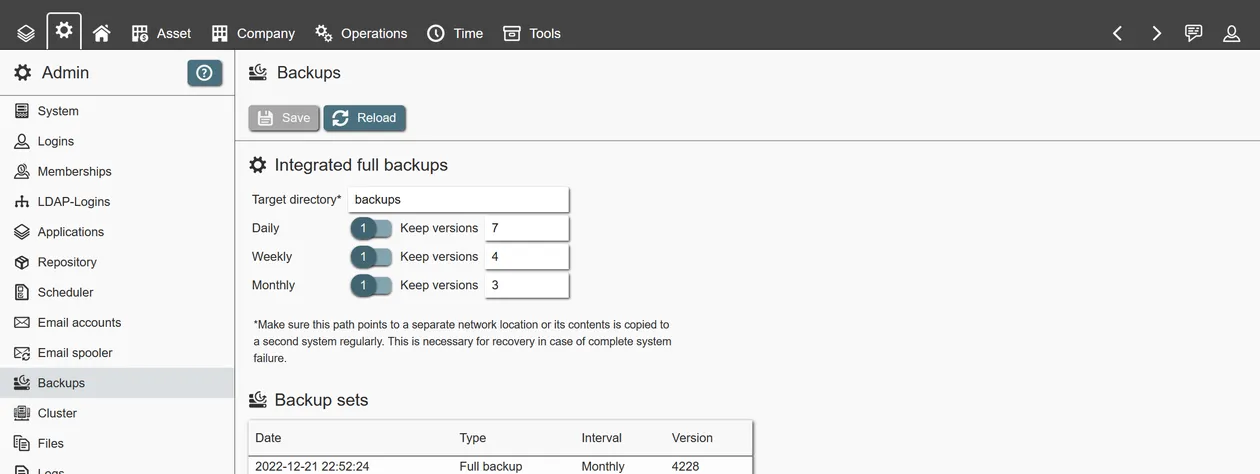 Asset Company Operations Time Tools
Admin
Backups
System
Save Reload
Logins
Integrated full backups
Memberships
Target directory* backups
LDAP-Logins
Daily 1 Keep versions 7
Applications
Weekly 1 Keep versions 4
Repository
Monthly 1 Keep versions 3
Scheduler
*Make sure this path points to a separate network location or its contents is copied to
a second system regularly. This is necessary for recovery in case of complete system
failure.
Email accounts
Email spooler
Backups
Backup sets
Cluster
Date Type Interval Version
Files
2022-12-21 22:52:24 Full backup Monthly 4228
Logs